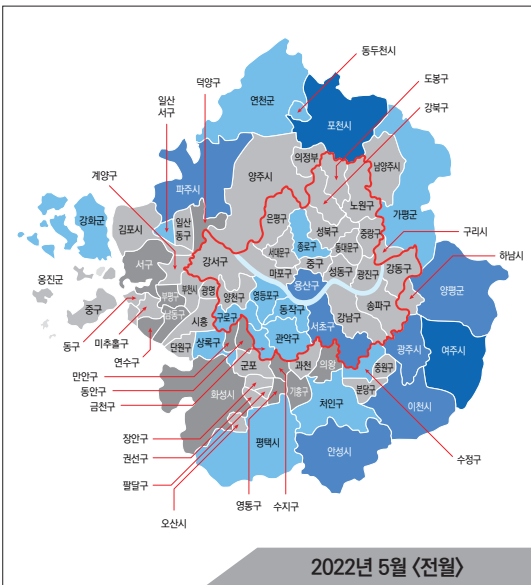 동두천시
덕양구
도봉구
연천군
일산
서구
강북구
포천시
의정부
남양주시
계양구
양주시
파주시
노원구
은평구
가평군
강화군
김포시
일산
동구
성북구
중랑구
구리시
종로구
서대문구
동대문구
강서구
중구
강동구
하남시
서구
마포구
성동구
광진구
옹진군
용산구
양평군
부평구
부천시
광명
양천구
영등포구
송파구
중구
남동구
동작구
강남구
시흥
구로구
서초구
동구
미추홀구
관악구
광주시
여주시
연수구
단원구
상록구
군포
과천
의왕
중원구
만안구
분당구
동안구
이천시
금천구
화성시
기흥구
처인구
장안구
수정구
권선구
평택시
안성시
팔달구
영통구
수지구
오산시
2022년 5월 〈전월〉